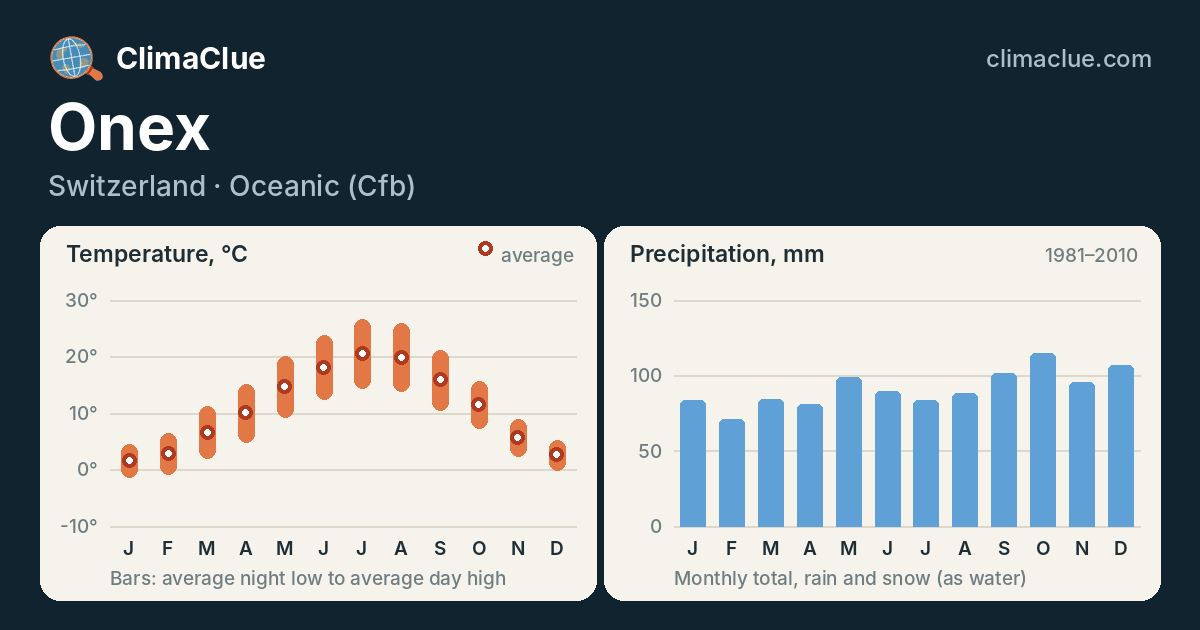 ClimaClue
climaclue.com
Onex
Switzerland · Oceanic (Cfb)
Temperature, °C
average
30°
20°
10°
0°
-10°
J F M A M J J A S O N D
Bars: average night low to average day high
Precipitation, mm
1981–2010
150
100
50
0
J F M A M J J A S O N D
Monthly total, rain and snow (as water)